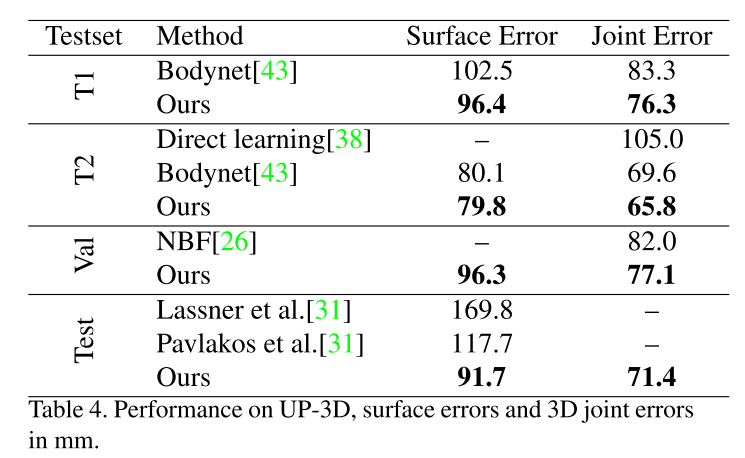 Testset Method Surface Error Joint Error
T1 Bodynet[43] 102.5 83.3
Ours 96.4 76.3
T2 Direct learning[38] – 105.0
Bodynet[43] 80.1 69.6
Ours 79.8 65.8
Val NBF[26] – 82.0
Ours 96.3 77.1
Test Lassner et al.[31] 169.8 –
Pavlakos et al.[31] 117.7 –
Ours 91.7 71.4
Table 4. Performance on UP-3D, surface errors and 3D joint errors
in mm.